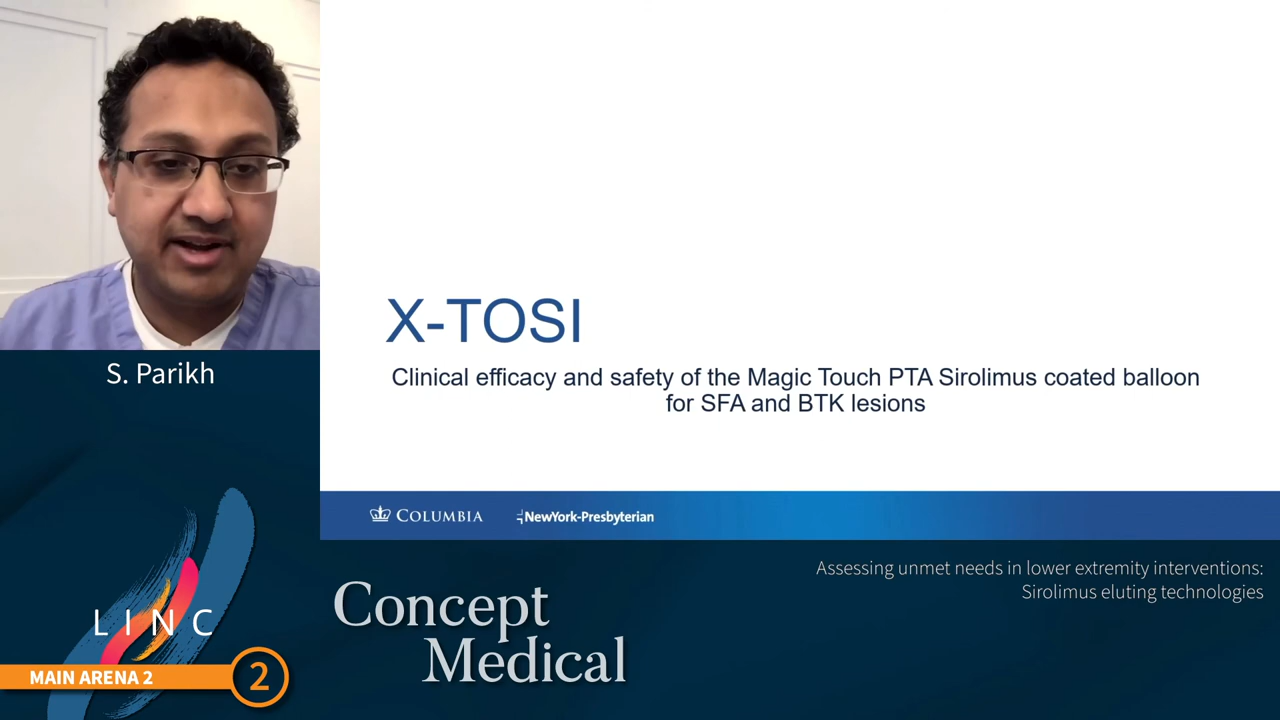 X-TOSI
Clinical efficacy and safety of the Magic Touch PTA Sirolimus coated balloon
for SFA and BTK lesions
S. Parikh
COLUMBIA
NewYork-Presbyterian
Assessing unmet needs in lower extremity interventions:
Sirolimus eluting technologies
Concept
Medical
LINC
MAIN ARENA 2
2